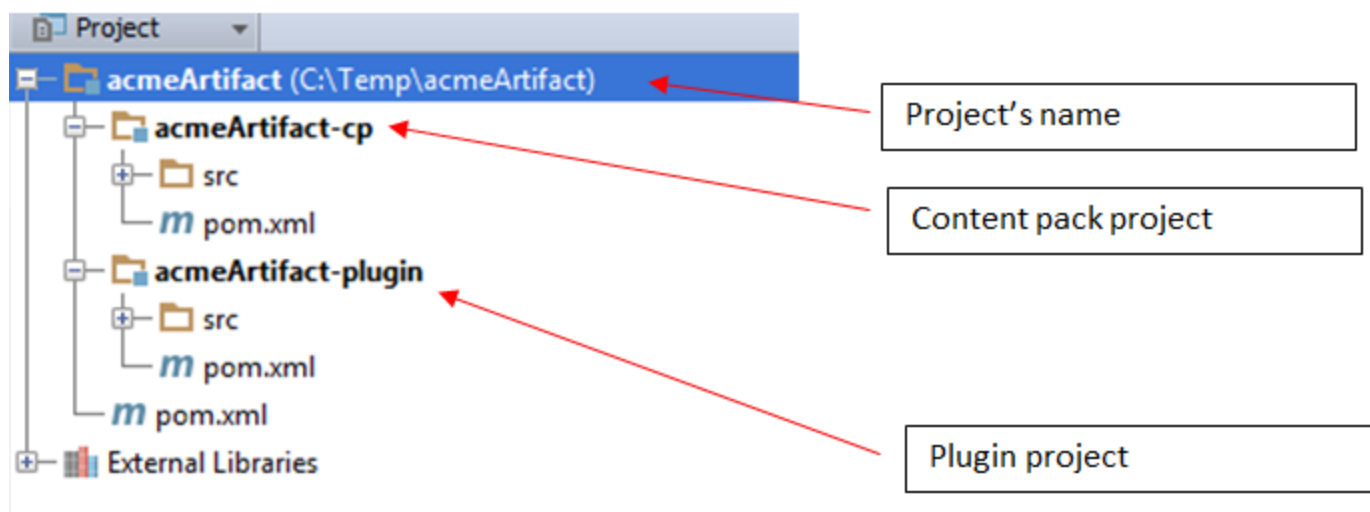 Project
acmeArtifact (C:\Temp\acmeArtifact)
Project's name
acmeArtifact-cp
src
Content pack project
m pom.xml
acmeArtifact-plugin
src
m pom.xml
m pom.xml
Plugin project
External Libraries